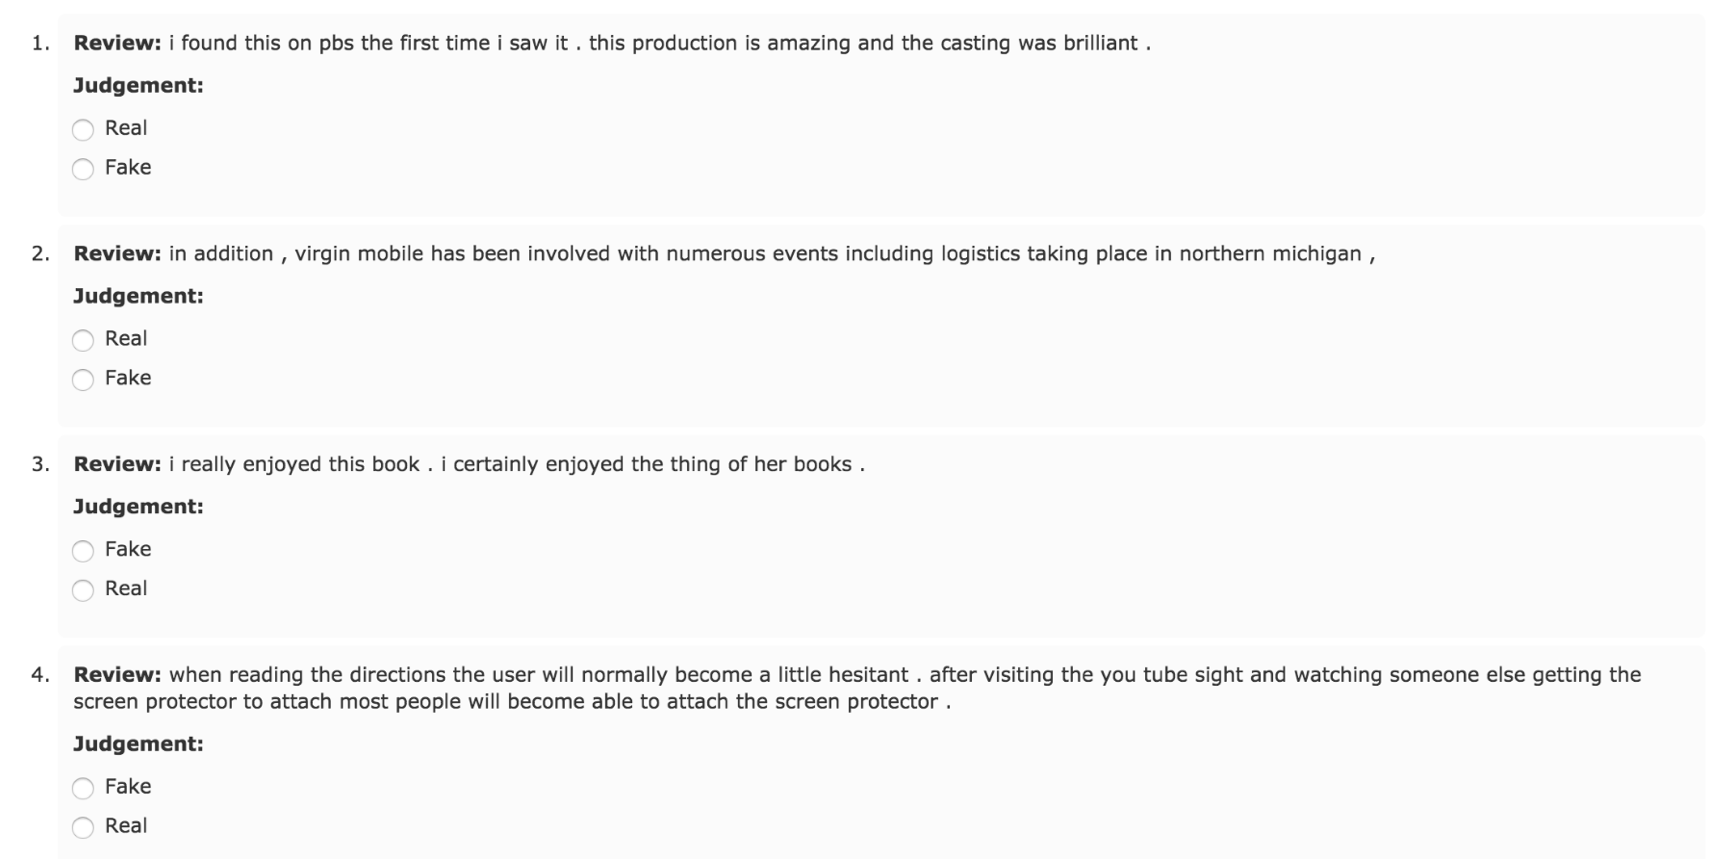 1. Review: i found this on pbs the first time i saw it . this production is amazing and the casting was brilliant .
Judgement:
Real
Fake
2. Review: in addition , virgin mobile has been involved with numerous events including logistics taking place in northern michigan ,
Judgement:
Real
Fake
3. Review: i really enjoyed this book . i certainly enjoyed the thing of her books .
Judgement:
Fake
Real
4. Review: when reading the directions the user will normally become a little hesitant . after visiting the you tube sight and watching someone else getting the
screen protector to attach most people will become able to attach the screen protector .
Judgement:
Fake
Real